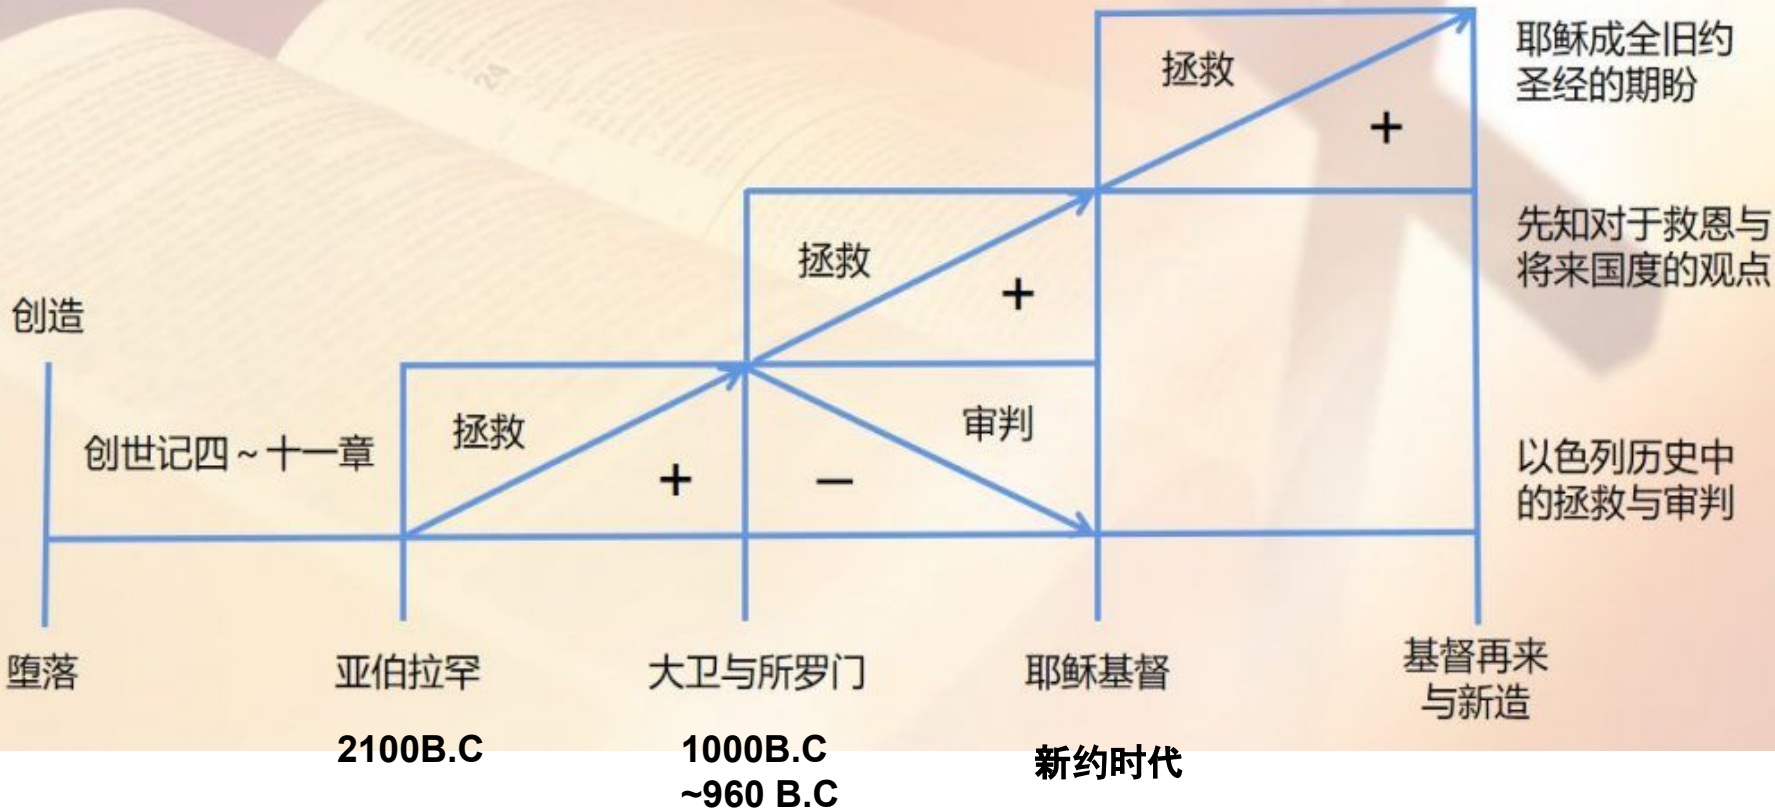 拯救
+
耶稣成全旧约
圣经的期盼
拯救
+
先知对于救恩与
将来国度的观点
创造
创世记四~十一章
拯救
+
审判
−
以色列历史中
的拯救与审判
堕落
亚伯拉罕
大卫与所罗门
耶稣基督
基督再来
与新造
2100B.C
1000B.C
~960 B.C
新约时代